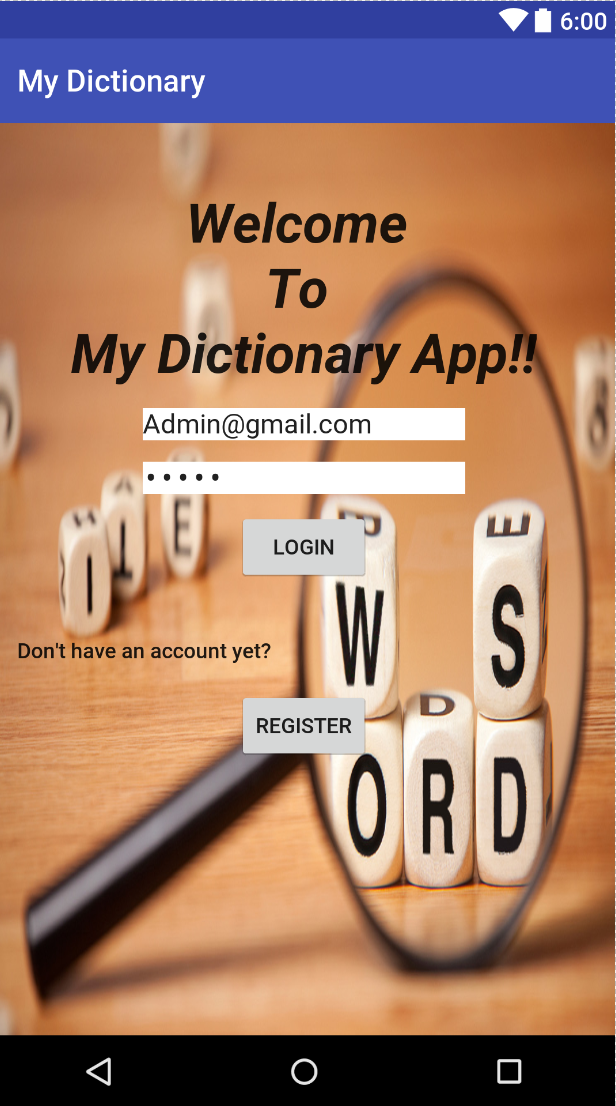 6:00
My Dictionary
Welcome
To
My Dictionary App!!
Admin@gmail.com
•••••
LOGIN
Don't have an account yet?
REGISTER
I T E
W S
O R D
B E
D